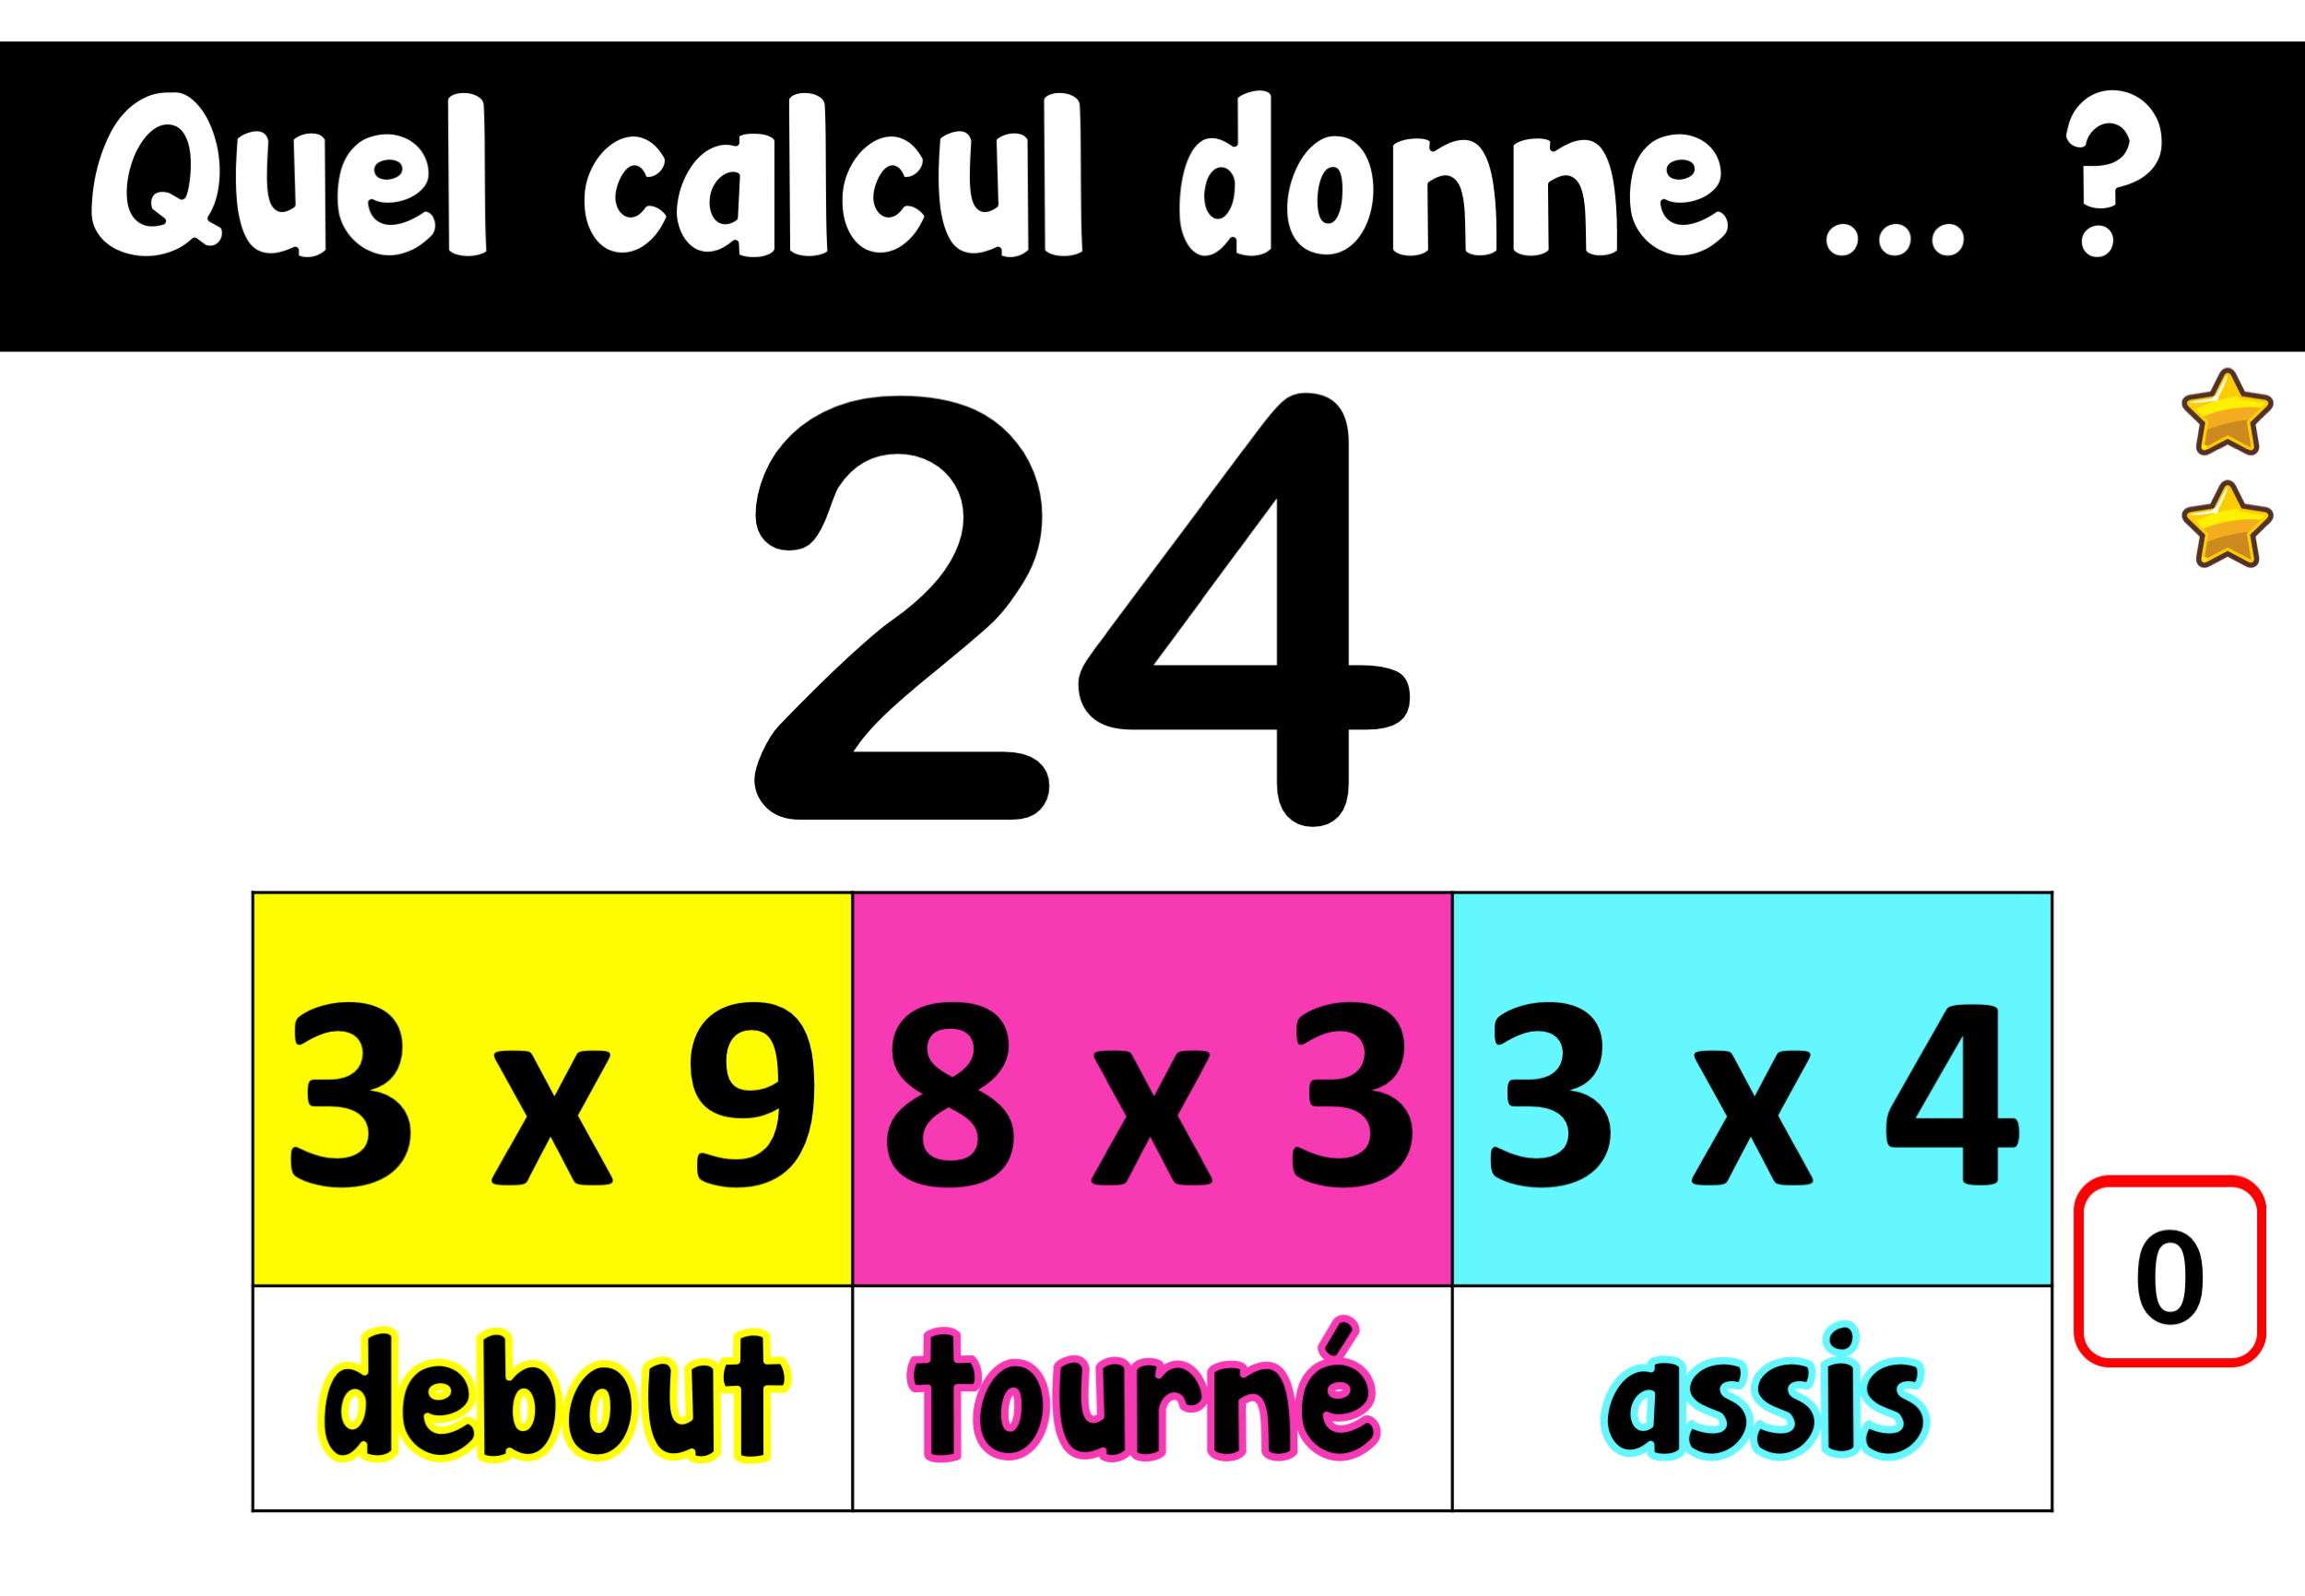 Quel calcul donne ... ?
24
3 x 9 8 x 3 3 x 4
0
debout tourné assis